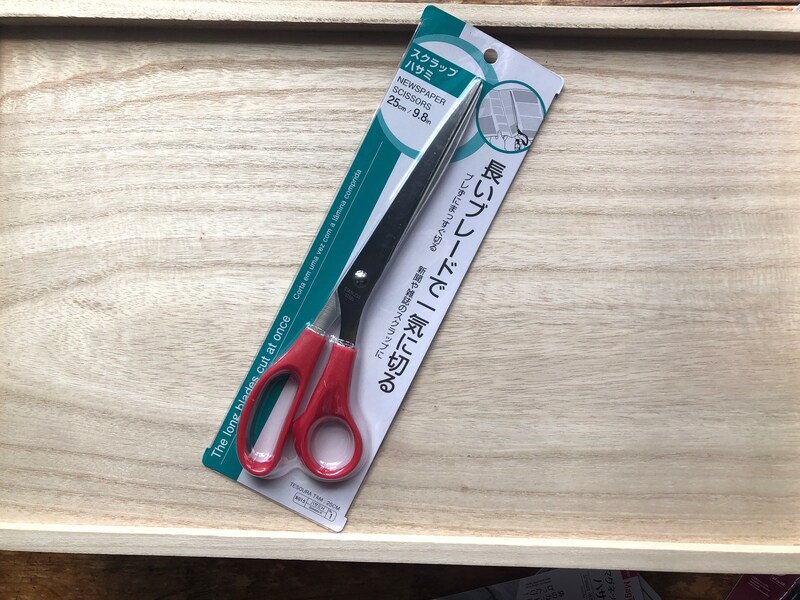 スクラップ
ハサミ
NEWSPAPER
SCISSORS
25cm / 9.8in
長いブレードで一気に切る
ブレずにまっすぐ切る
新聞や雑誌のスクラップに
Corta em uma vez com a lâmina comprida
The long blades cut at once
TESOURA TAM.:25CM